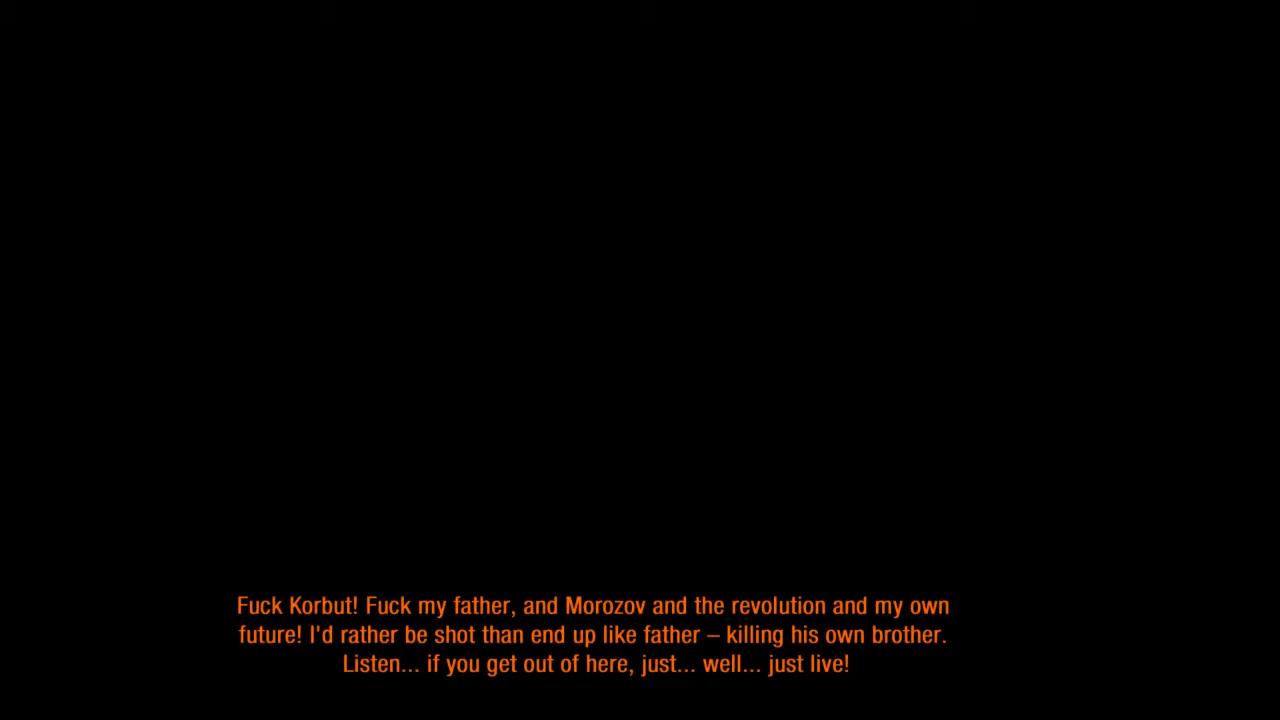 Fuck Korbut! Fuck my father, and Morozov and the revolution and my own
future! I'd rather be shot than end up like father – killing his own brother.
Listen... if you get out of here, just... well... just live!